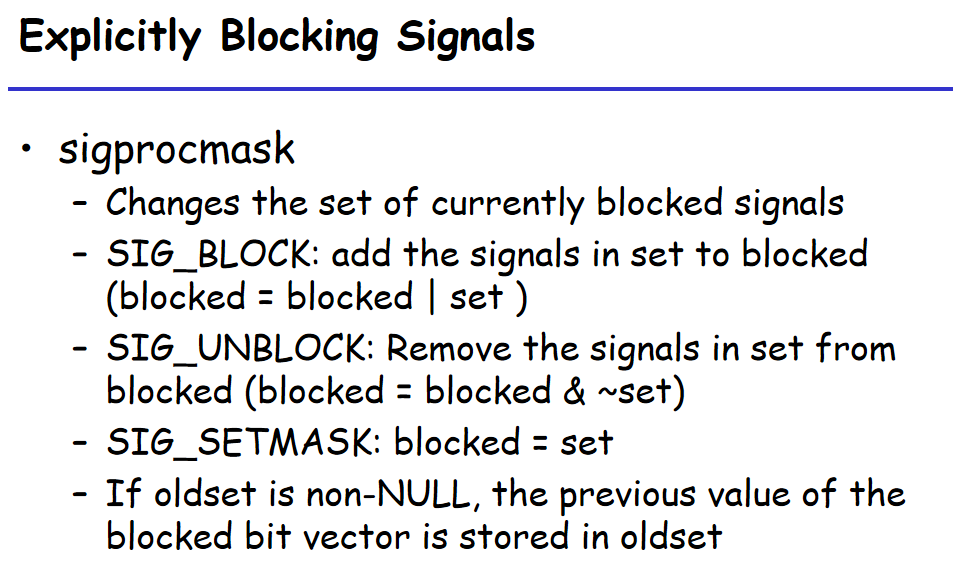 Explicitly Blocking Signals
• sigprocmask
– Changes the set of currently blocked signals
– SIG_BLOCK: add the signals in set to blocked
(blocked = blocked | set )
– SIG_UNBLOCK: Remove the signals in set from
blocked (blocked = blocked & ~set)
– SIG_SETMASK: blocked = set
– If oldset is non-NULL, the previous value of the
blocked bit vector is stored in oldset